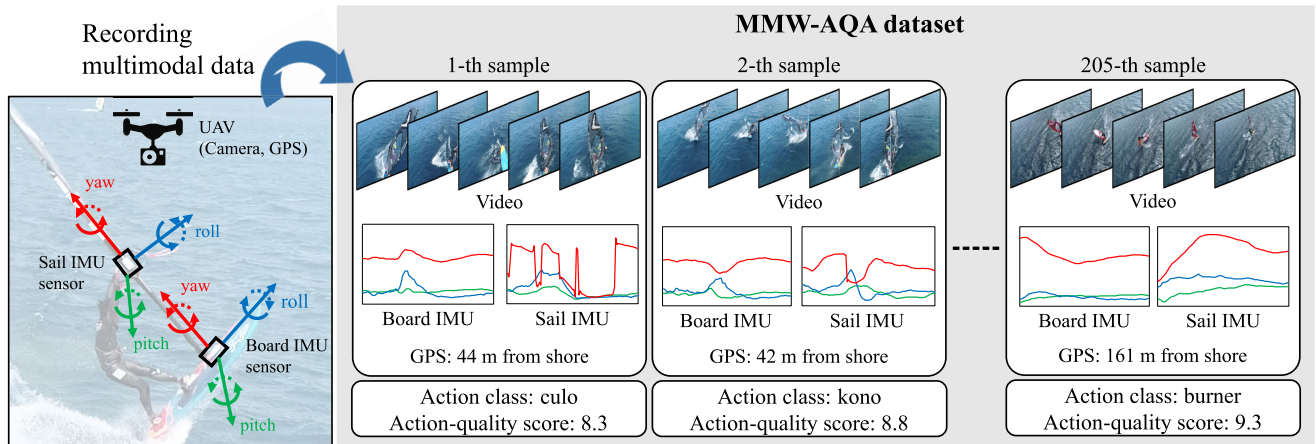 Recording
multimodal data
UAV
(Camera, GPS)
yaw
roll
Sail IMU
sensor
pitch
yaw
roll
Board IMU
sensor
pitch
MMW-AQA dataset
1-th sample
Video
Board IMU
Sail IMU
GPS: 44 m from shore
Action class: culo
Action-quality score: 8.3
2-th sample
Video
Board IMU
Sail IMU
GPS: 42 m from shore
Action class: kono
Action-quality score: 8.8
205-th sample
Video
Board IMU
Sail IMU
GPS: 161 m from shore
Action class: burner
Action-quality score: 9.3